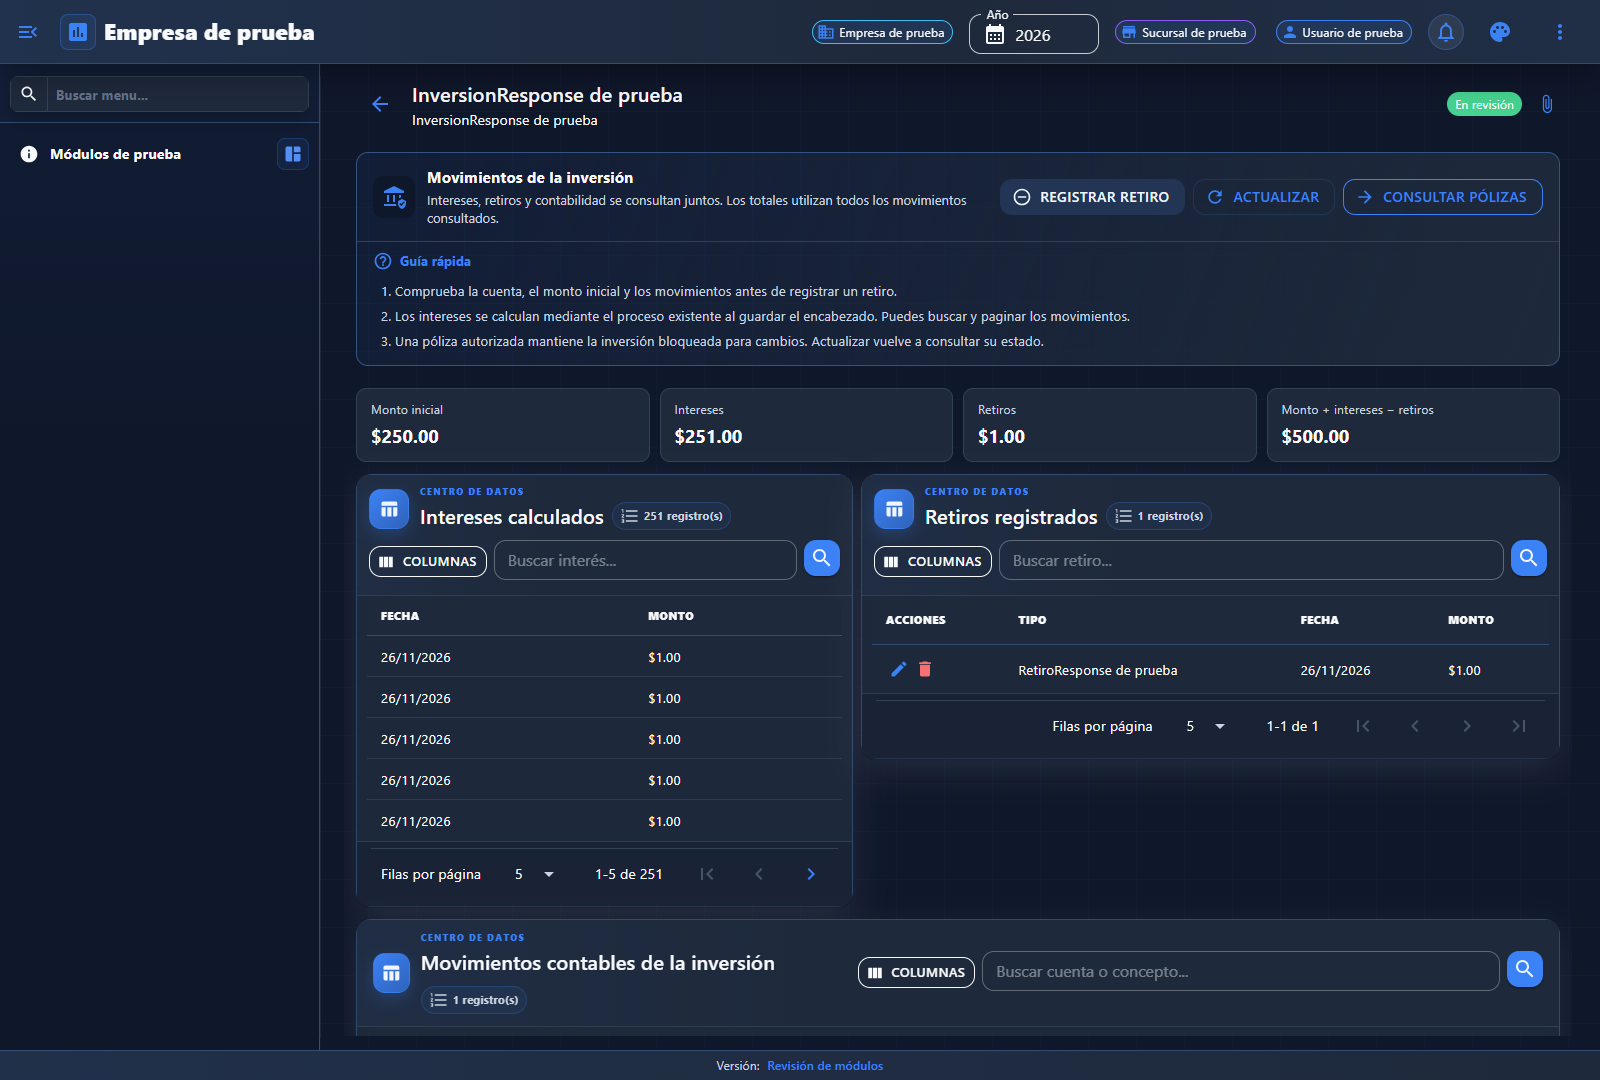 Empresa de prueba
Empresa de prueba
Año
2026
Sucursal de prueba
Usuario de prueba
Buscar menu...
Módulos de prueba
InversionResponse de prueba
InversionResponse de prueba
En revisión
Movimientos de la inversión
Intereses, retiros y contabilidad se consultan juntos. Los totales utilizan todos los movimientos
consultados.
REGISTRAR RETIRO
ACTUALIZAR
CONSULTAR PÓLIZAS
Guía rápida
1. Comprueba la cuenta, el monto inicial y los movimientos antes de registrar un retiro.
2. Los intereses se calculan mediante el proceso existente al guardar el encabezado. Puedes buscar y paginar los movimientos.
3. Una póliza autorizada mantiene la inversión bloqueada para cambios. Actualizar vuelve a consultar su estado.
Monto inicial
$250.00
Intereses
$251.00
Retiros
$1.00
Monto + intereses − retiros
$500.00
CENTRO DE DATOS
Intereses calculados
251 registro(s)
COLUMNAS
Buscar interés...
FECHA MONTO
26/11/2026 $1.00
26/11/2026 $1.00
26/11/2026 $1.00
26/11/2026 $1.00
26/11/2026 $1.00
Filas por página 5 1-5 de 251
CENTRO DE DATOS
Retiros registrados
1 registro(s)
COLUMNAS
Buscar retiro...
ACCIONES TIPO FECHA MONTO
RetiroResponse de prueba 26/11/2026 $1.00
Filas por página 5 1-1 de 1
CENTRO DE DATOS
Movimientos contables de la inversión
1 registro(s)
COLUMNAS
Buscar cuenta o concepto...
Versión: Revisión de módulos